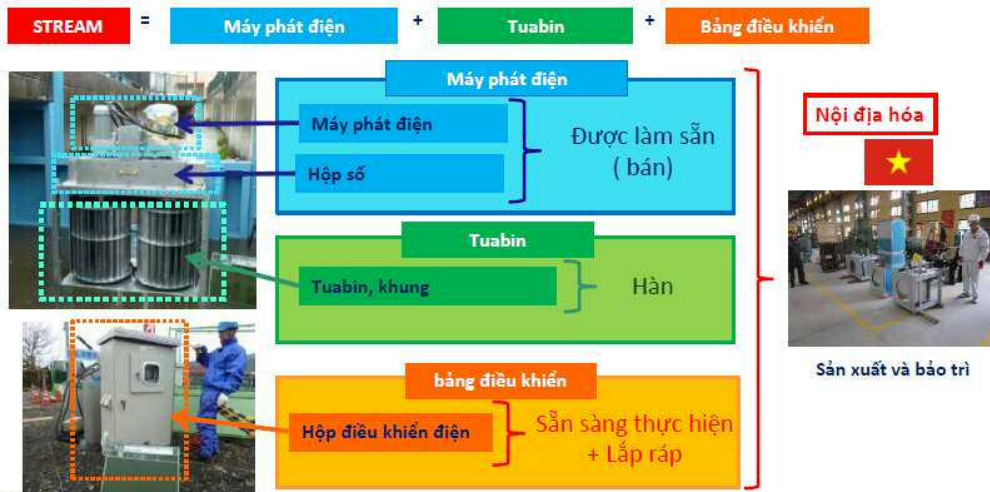 STREAM = Máy phát điện + Tuabin + Bảng điều khiển
Máy phát điện
Máy phát điện
Hộp số
Được làm sẵn
( bán)
Tuabin
Tuabin, khung
Hàn
bảng điều khiển
Hộp điều khiển điện
Sẵn sàng thực hiện
+ Lắp ráp
Nội địa hóa
Sản xuất và bảo trì